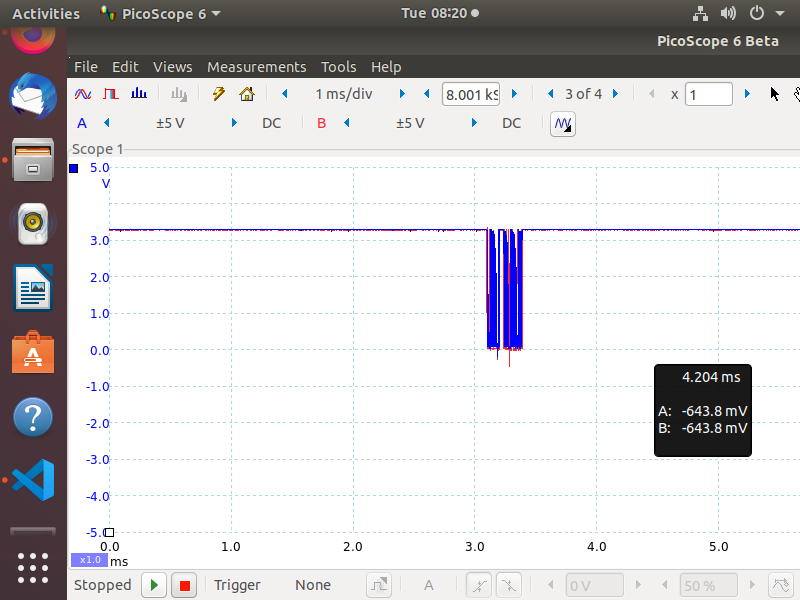 Activities PicoScope 6 Tue 08:20
PicoScope 6 Beta
File Edit Views Measurements Tools Help
1 ms/div 8.001 kS 3 of 4 x 1
A ±5 V DC B ±5 V DC
Scope 1
5.0
V
3.0
2.0
1.0
0.0
-1.0
-2.0
-3.0
-4.0
-5.0
4.204 ms
A: -643.8 mV
B: -643.8 mV
0.0 1.0 2.0 3.0 4.0 5.0
x1.0 ms
Stopped Trigger None A 0 V 50 %